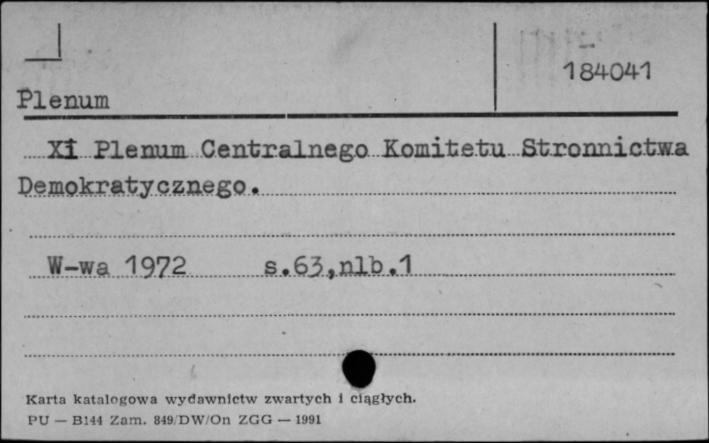 184041
Plenum
XI Plenum Centralnego Komitetu Stronnictwa
Demokratycznego.
W-wa 1972 s.63,nlb.1
Karta katalogowa wydawnictw zwartych i ciągłych.
PU — B144 Zam. 849/DW/On ZGG — 1991